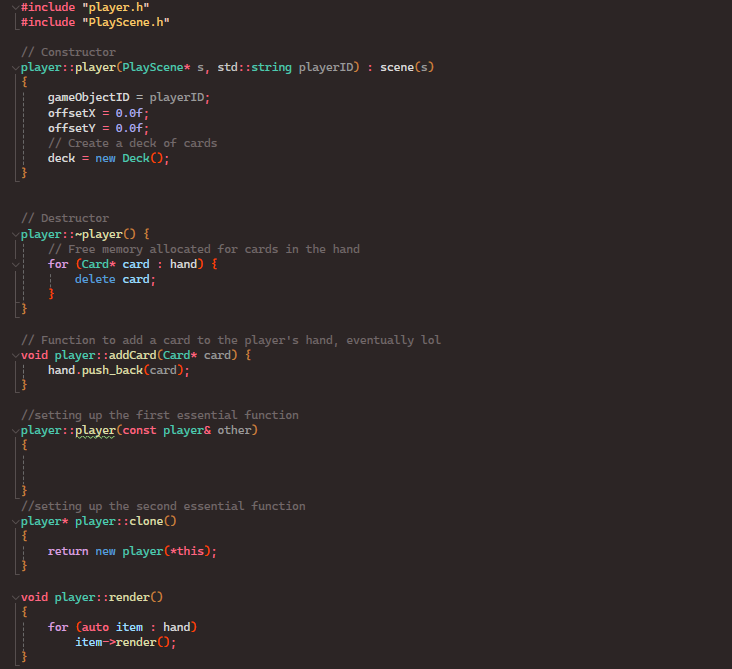 #include "player.h"
#include "PlayScene.h"
// Constructor
player::player(PlayScene* s, std::string playerID) : scene(s)
{
gameObjectID = playerID;
offsetX = 0.0f;
offsetY = 0.0f;
// Create a deck of cards
deck = new Deck();
}
// Destructor
player::~player() {
// Free memory allocated for cards in the hand
for (Card* card : hand) {
delete card;
}
}
// Function to add a card to the player's hand, eventually lol
void player::addCard(Card* card) {
hand.push_back(card);
}
//setting up the first essential function
player::player(const player& other)
{
}
//setting up the second essential function
player* player::clone()
{
return new player(*this);
}
void player::render()
{
for (auto item : hand)
item->render();
}